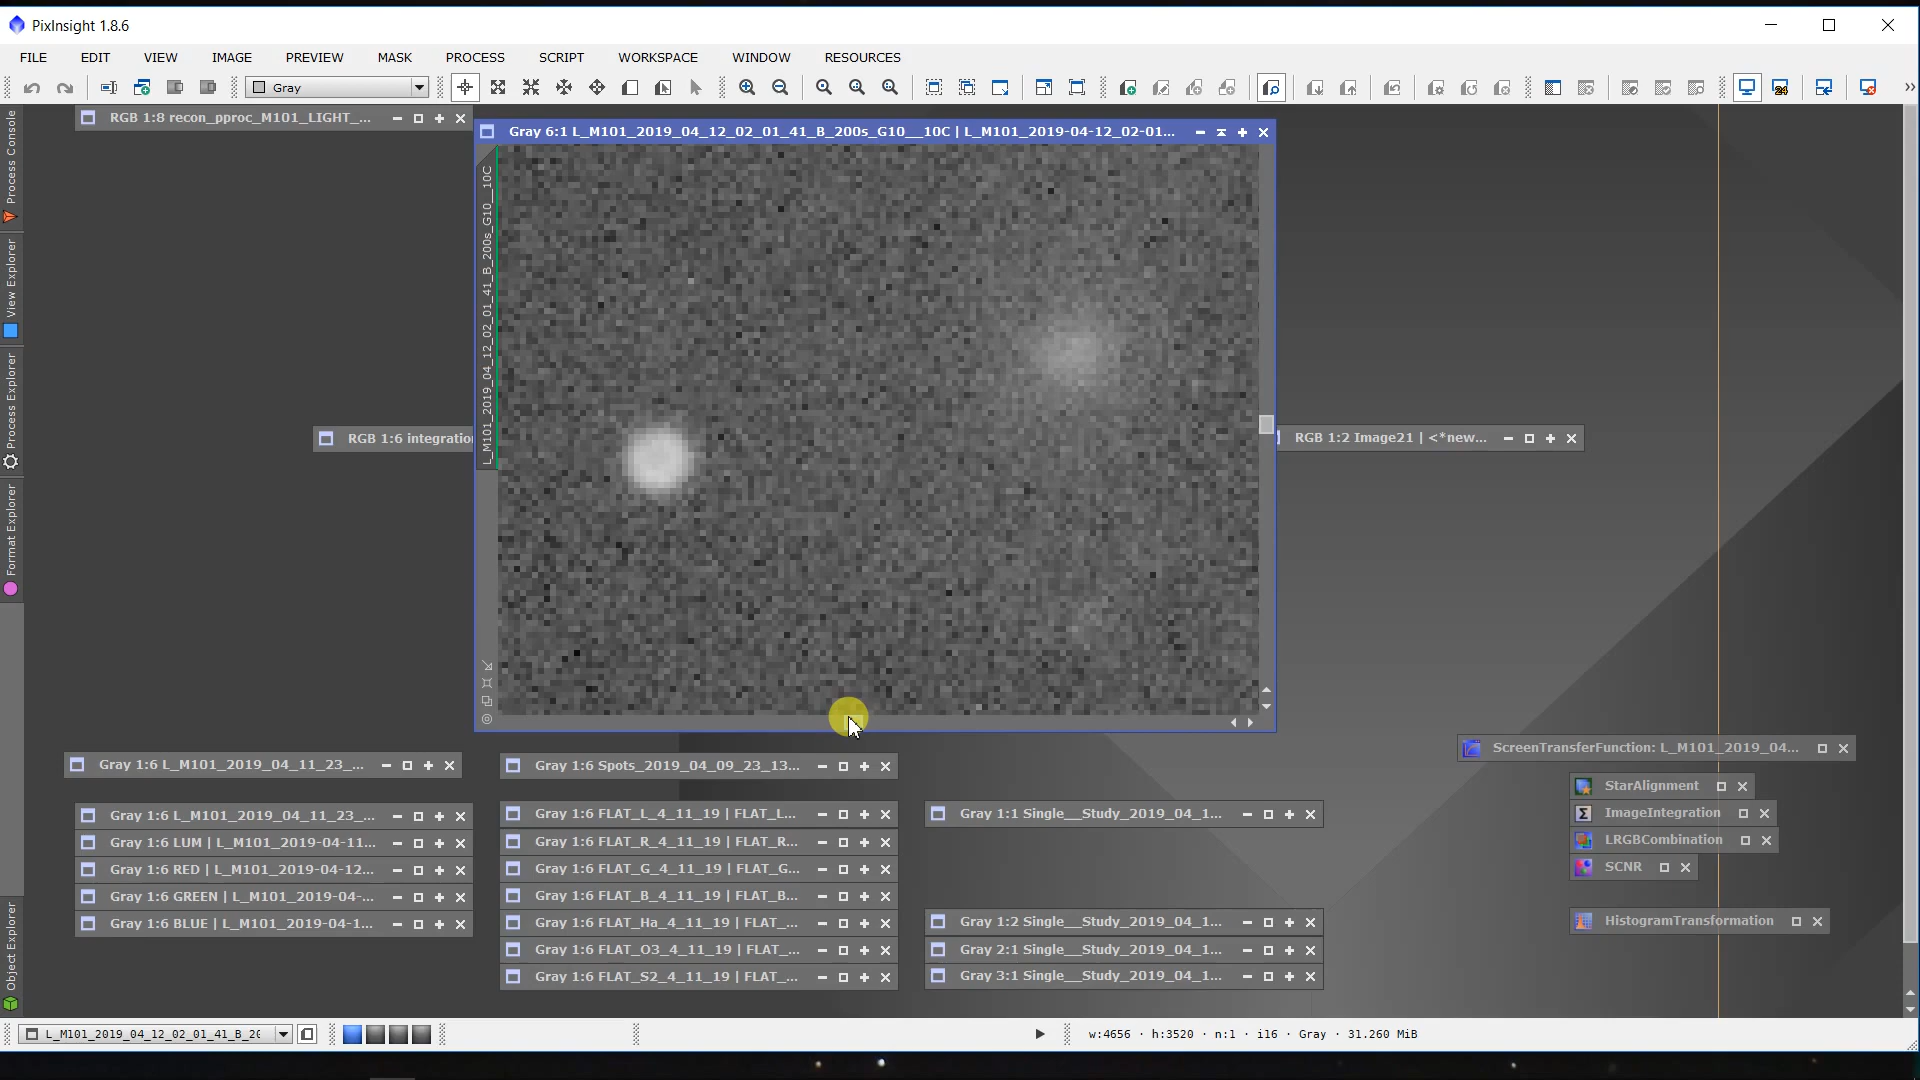 PixInsight 1.8.6
FILE EDIT VIEW IMAGE PREVIEW MASK PROCESS SCRIPT WORKSPACE WINDOW RESOURCES
Gray
24
Process Console
View Explorer
Process Explorer
Format Explorer
Object Explorer
RGB 1:8 recon_pproc_M101_LIGHT_...
Gray 6:1 L_M101_2019_04_12_02_01_41_B_200s_G10__10C | L_M101_2019-04-12_02-01...
L_M101_2019_04_12_02_01_41_B_200s_G10__10C
RGB 1:6 integration
RGB 1:2 Image21 | <*new...
Gray 1:6 L_M101_2019_04_11_23_...
Gray 1:6 L_M101_2019_04_11_23_...
Gray 1:6 LUM | L_M101_2019-04-11...
Gray 1:6 RED | L_M101_2019-04-12...
Gray 1:6 GREEN | L_M101_2019-04-...
Gray 1:6 BLUE | L_M101_2019-04-1...
Gray 1:6 Spots_2019_04_09_23_13...
Gray 1:6 FLAT_L_4_11_19 | FLAT_L...
Gray 1:6 FLAT_R_4_11_19 | FLAT_R...
Gray 1:6 FLAT_G_4_11_19 | FLAT_G...
Gray 1:6 FLAT_B_4_11_19 | FLAT_B...
Gray 1:6 FLAT_Ha_4_11_19 | FLAT_...
Gray 1:6 FLAT_O3_4_11_19 | FLAT_...
Gray 1:6 FLAT_S2_4_11_19 | FLAT_...
Gray 1:1 Single__Study_2019_04_1...
Gray 1:2 Single__Study_2019_04_1...
Gray 2:1 Single__Study_2019_04_1...
Gray 3:1 Single__Study_2019_04_1...
ScreenTransferFunction: L_M101_2019_04...
StarAlignment
ImageIntegration
LRGBCombination
SCNR
HistogramTransformation
L_M101_2019_04_12_02_01_41_B_20
w:4656 · h:3520 · n:1 · i16 · Gray · 31.260 MiB